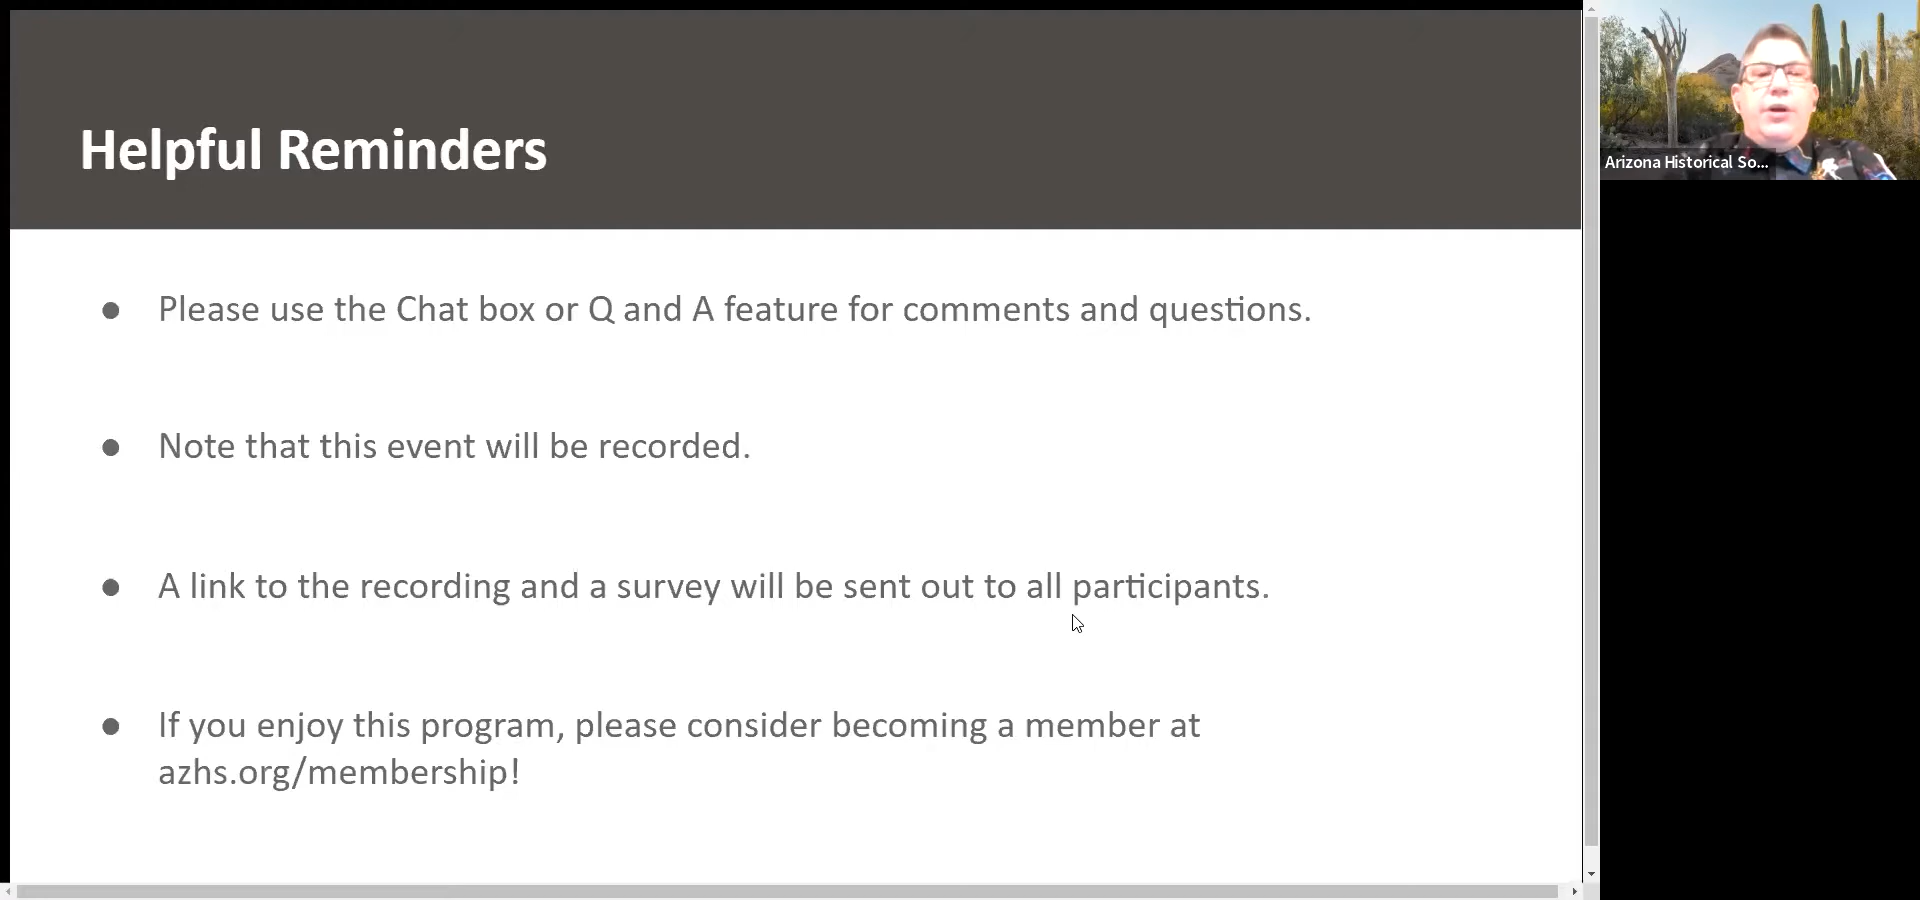 Helpful Reminders
● Please use the Chat box or Q and A feature for comments and questions.
● Note that this event will be recorded.
● A link to the recording and a survey will be sent out to all participants.
● If you enjoy this program, please consider becoming a member at
azhs.org/membership!
Arizona Historical So...